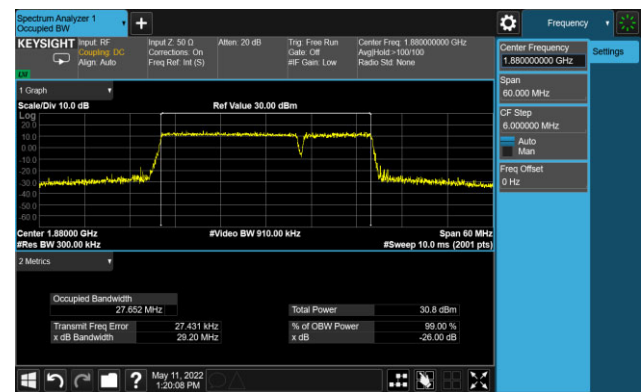 Spectrum Analyzer 1
Occupied BW
Frequency
KEYSIGHT
Input: RF
Coupling: DC
Align: Auto
Input Z: 50 Ω
Corrections: On
Freq Ref: Int (S)
Atten: 20 dB
Trig: Free Run
Gate: Off
#IF Gain: Low
Center Freq: 1.880000000 GHz
Avg|Hold:>100/100
Radio Std: None
Center Frequency
1.880000000 GHz
Settings
Span
60.000 MHz
CF Step
6.000000 MHz
Auto
Man
Freq Offset
0 Hz
1 Graph
Scale/Div 10.0 dB
Ref Value 30.00 dBm
Log
20.0
10.0
0.00
-10.0
-20.0
-30.0
-40.0
-50.0
-60.0
Center 1.88000 GHz
#Video BW 910.00 kHz
Span 60 MHz
#Res BW 300.00 kHz
#Sweep 10.0 ms (2001 pts)
2 Metrics
Occupied Bandwidth
27.652 MHz
Total Power
30.8 dBm
Transmit Freq Error
27.431 kHz
% of OBW Power
99.00 %
x dB Bandwidth
29.20 MHz
x dB
-26.00 dB
May 11, 2022
1:20:08 PM